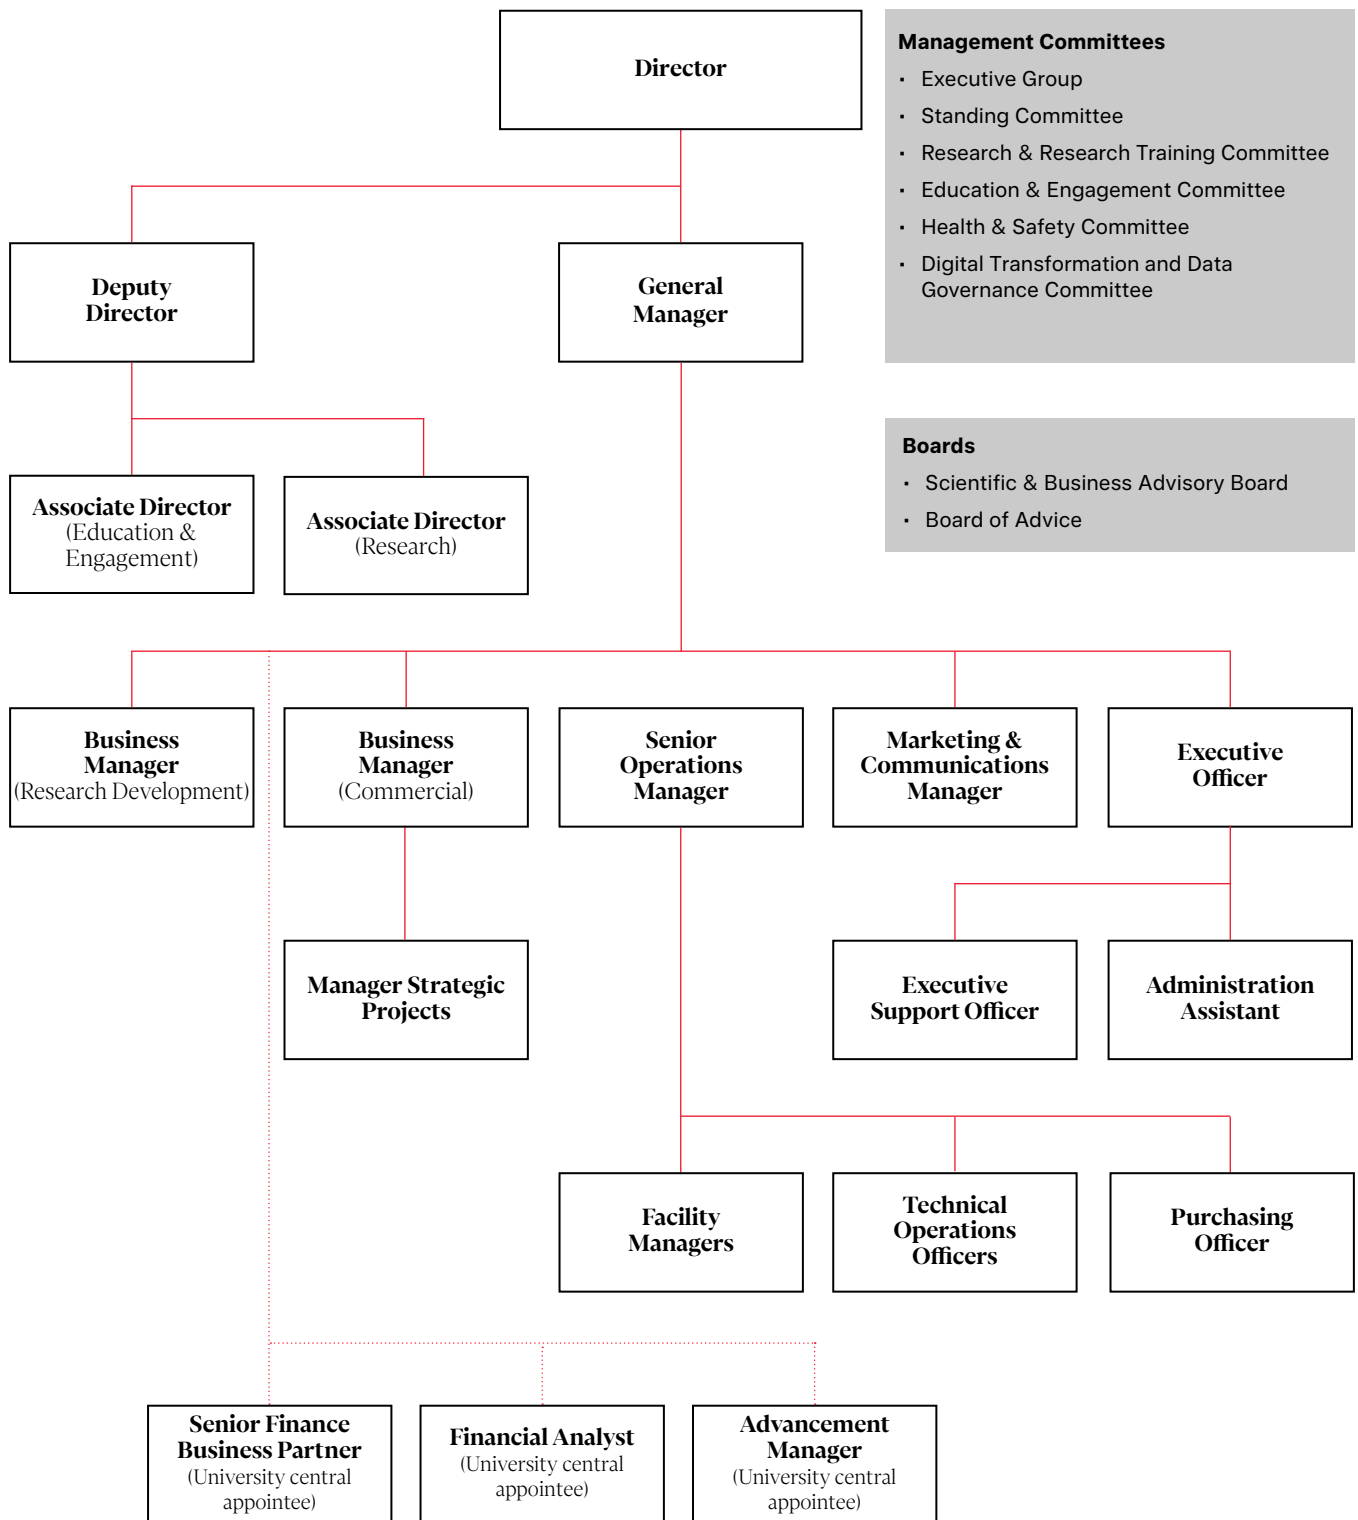 Director
Management Committees
· Executive Group
· Standing Committee
· Research & Research Training Committee
· Education & Engagement Committee
· Health & Safety Committee
· Digital Transformation and Data
Governance Committee
Deputy
Director
General
Manager
Boards
· Scientific & Business Advisory Board
· Board of Advice
Associate Director
(Education &
Engagement)
Associate Director
(Research)
Business
Manager
(Research Development)
Business
Manager
(Commercial)
Senior
Operations
Manager
Marketing &
Communications
Manager
Executive
Officer
Manager Strategic
Projects
Executive
Support Officer
Administration
Assistant
Facility
Managers
Technical
Operations
Officers
Purchasing
Officer
Senior Finance
Business Partner
(University central
appointee)
Financial Analyst
(University central
appointee)
Advancement
Manager
(University central
appointee)